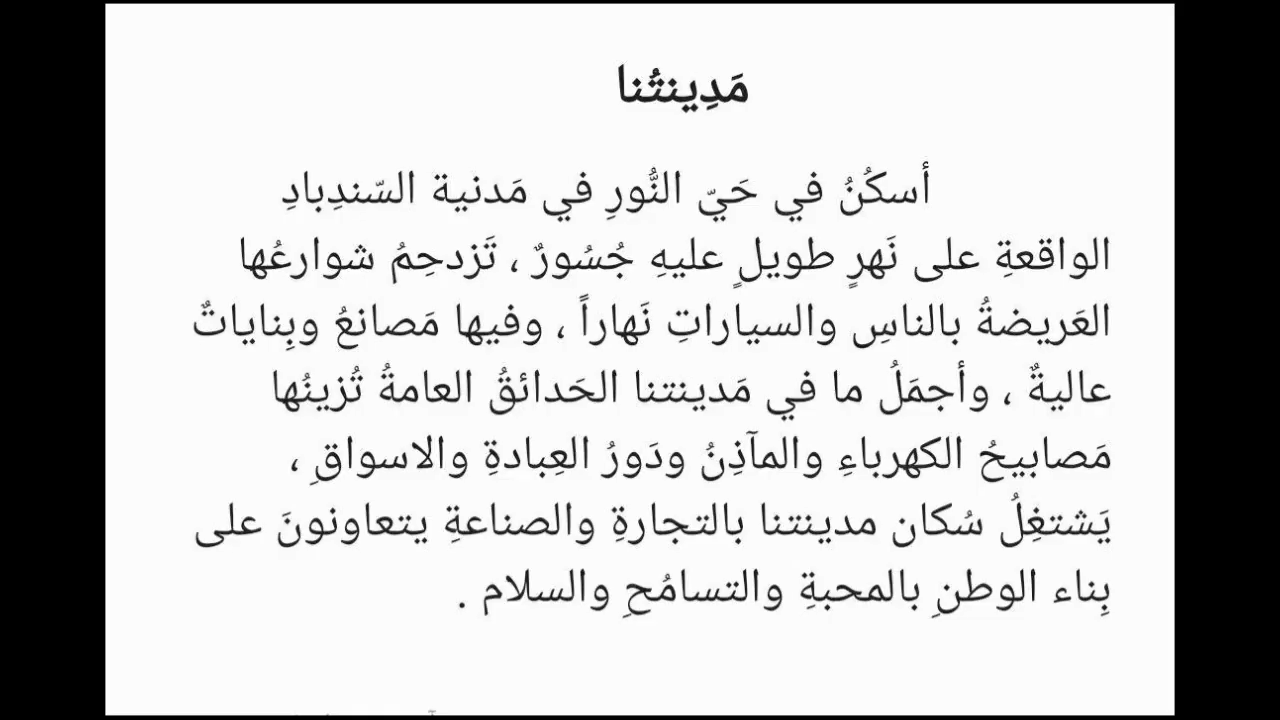 مَدِينتُنا
أسكُنُ في حَيّ النُّورِ في مَدنية السّندِبادِ
الواقعةِ على نَهرٍ طويلٍ عليهِ جُسُورٌ ، تَزدحِمُ شوارعُها
العَريضةُ بالناسِ والسياراتِ نَهاراً ، وفيها مَصانعُ وبِناياتٌ
عاليةٌ ، وأجمَلُ ما في مَدينتنا الحَدائقُ العامةُ تُزينُها
مَصابيحُ الكهرباءِ والمآذِنُ ودَورُ العِبادةِ والاسواقِ ،
يَشتغِلُ سُكان مدينتنا بالتجارةِ والصناعةِ يتعاونونَ على
بِناء الوطنِ بالمحبةِ والتسامُحِ والسلام .